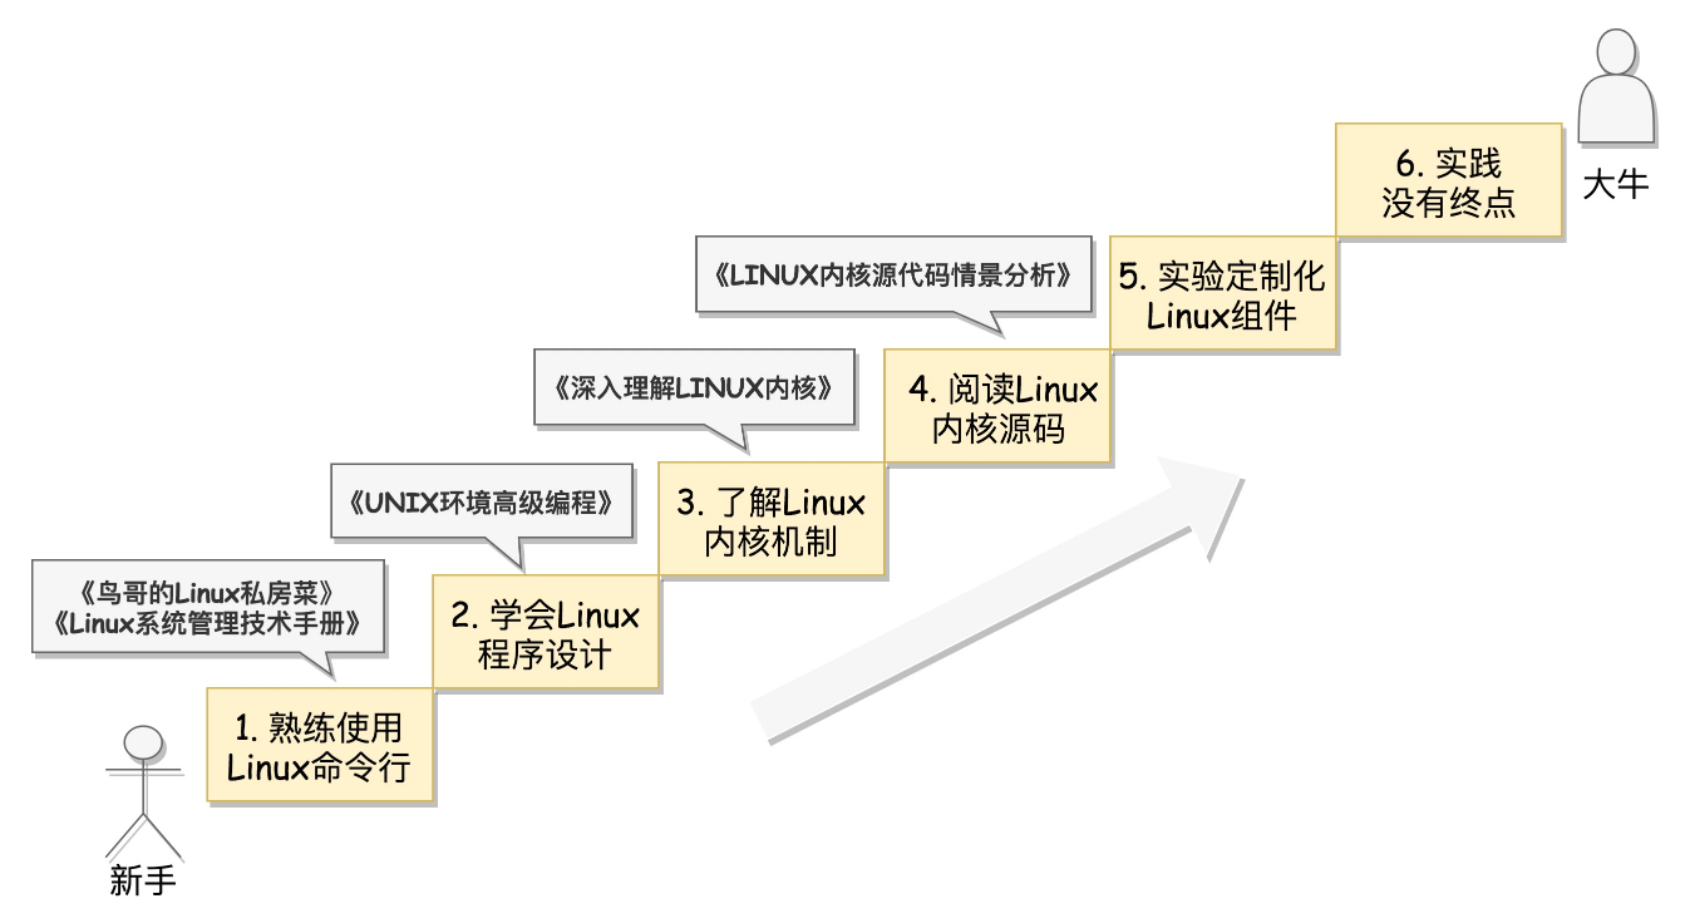 大牛
6. 实践
没有终点
《LINUX内核源代码情景分析》
5. 实验定制化
Linux组件
《深入理解LINUX内核》
4. 阅读Linux
内核源码
《UNIX环境高级编程》
3. 了解Linux
内核机制
《鸟哥的Linux私房菜》
《Linux系统管理技术手册》
2. 学会Linux
程序设计
1. 熟练使用
Linux命令行
新手